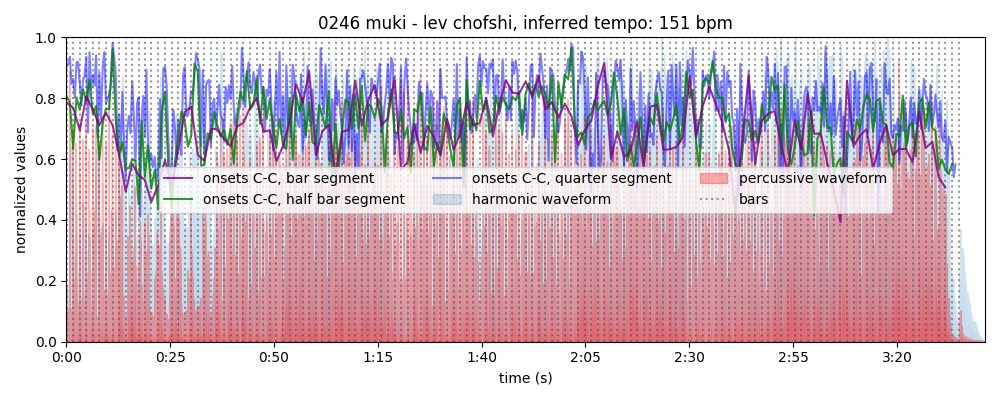 0246 muki - lev chofshi, inferred tempo: 151 bpm
normalized values
1.0
0.8
0.6
0.4
0.2
0.0
onsets C-C, bar segment
onsets C-C, half bar segment
onsets C-C, quarter segment
harmonic waveform
percussive waveform
bars
0:00 0:25 0:50 1:15 1:40 2:05 2:30 2:55 3:20
time (s)